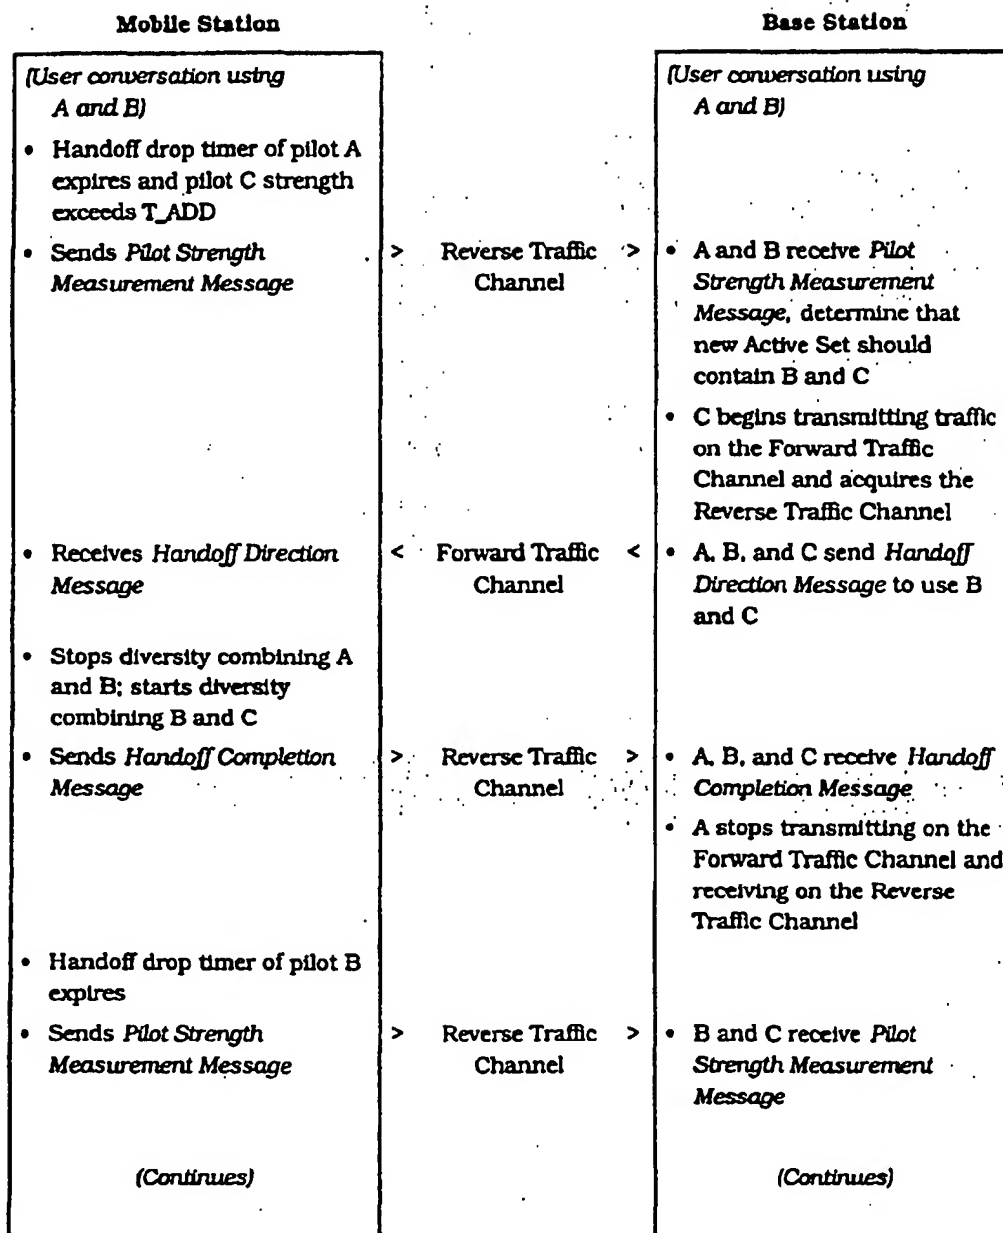 Mobile Station
Base Station
(User conversation using
A and B)
(User conversation using
A and B)
• Handoff drop timer of pilot A
expires and pilot C strength
exceeds T_ADD
• Sends Pilot Strength
Measurement Message
> Reverse Traffic >
Channel
• A and B receive Pilot
Strength Measurement
Message, determine that
new Active Set should
contain B and C
• C begins transmitting traffic
on the Forward Traffic
Channel and acquires the
Reverse Traffic Channel
• Receives Handoff Direction
Message
< Forward Traffic <
Channel
• A, B, and C send Handoff
Direction Message to use B
and C
• Stops diversity combining A
and B; starts diversity
combining B and C
• Sends Handoff Completion
Message
> Reverse Traffic >
Channel
• A, B, and C receive Handoff
Completion Message
• A stops transmitting on the
Forward Traffic Channel and
receiving on the Reverse
Traffic Channel
• Handoff drop timer of pilot B
expires
• Sends Pilot Strength
Measurement Message
> Reverse Traffic >
Channel
• B and C receive Pilot
Strength Measurement
Message
(Continues)
(Continues)